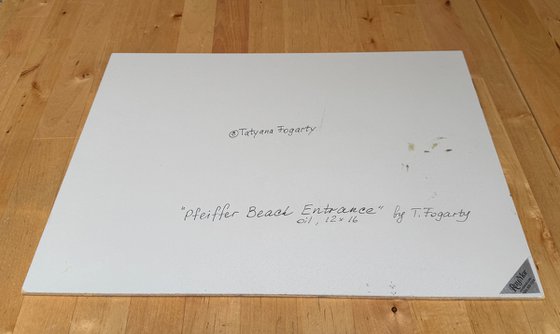 ©Tatyana Fogarty
"Pfeiffer Beach Entrance" by T. Fogarty
oil, 12x16